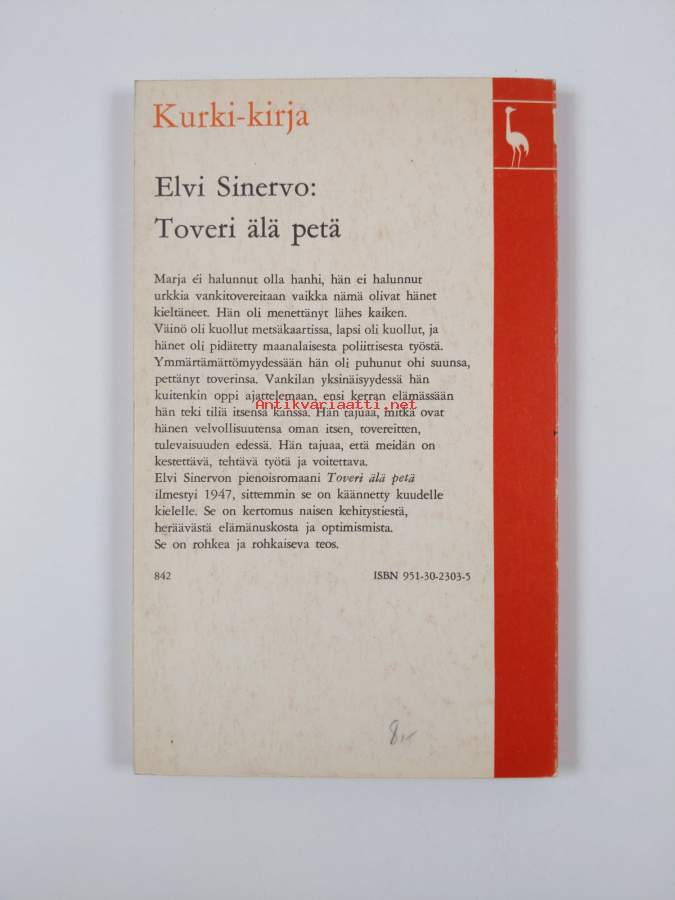 Kurki-kirja
Elvi Sinervo:
Toveri älä petä
Marja ei halunnut olla hanhi, hän ei halunnut
urkkia vankitovereitaan vaikka nämä olivat hänet
kieltäneet. Hän oli menettänyt lähes kaiken.
Väinö oli kuollut metsäkaartissa, lapsi oli kuollut, ja
hänet oli pidätetty maanalaisesta poliittisesta työstä.
Ymmärtämättömyydessään hän oli puhunut ohi suunsa,
pettänyt toverinsa. Vankilan yksinäisyydessä hän
kuitenkin oppi ajattelemaan, ensi kerran elämässään
Antikvariaatti.net
hän teki tiliä itsensä kanssa. Hän tajuaa, mitkä ovat
hänen velvollisuutensa oman itsen, tovereitten,
tulevaisuuden edessä. Hän tajuaa, että meidän on
kestettävä, tehtävä työtä ja voitettava.
Elvi Sinervon pienoisromaani Toveri älä petä
ilmestyi 1947, sittemmin se on käännetty kuudelle
kielelle. Se on kertomus naisen kehitystiestä,
heräävästä elämänuskosta ja optimismista.
Se on rohkea ja rohkaiseva teos.
842 ISBN 951-30-2303-5
8,-